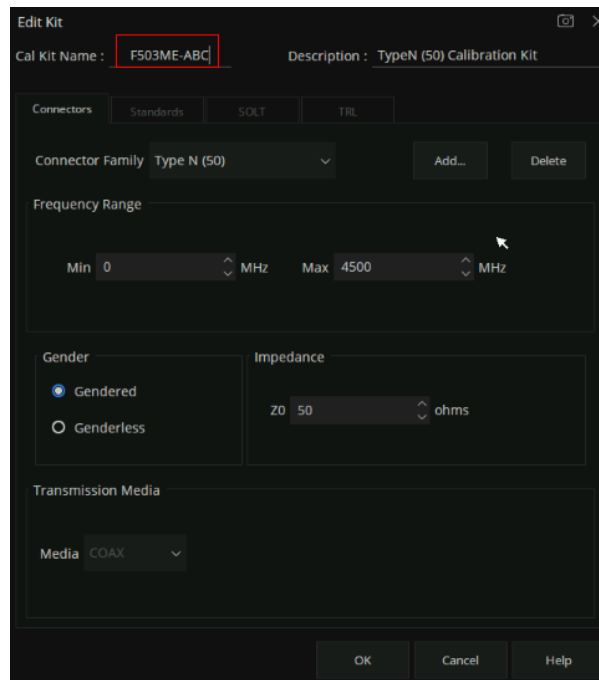 Edit Kit
Cal Kit Name : F503ME-ABC Description : TypeN (50) Calibration Kit
Connectors Standards SOLT TRL
Connector Family Type N (50) Add... Delete
Frequency Range
Min 0 MHz Max 4500 MHz
Gender Impedance
Gendered
Z0 50 ohms
Genderless
Transmission Media
Media COAX
OK Cancel Help